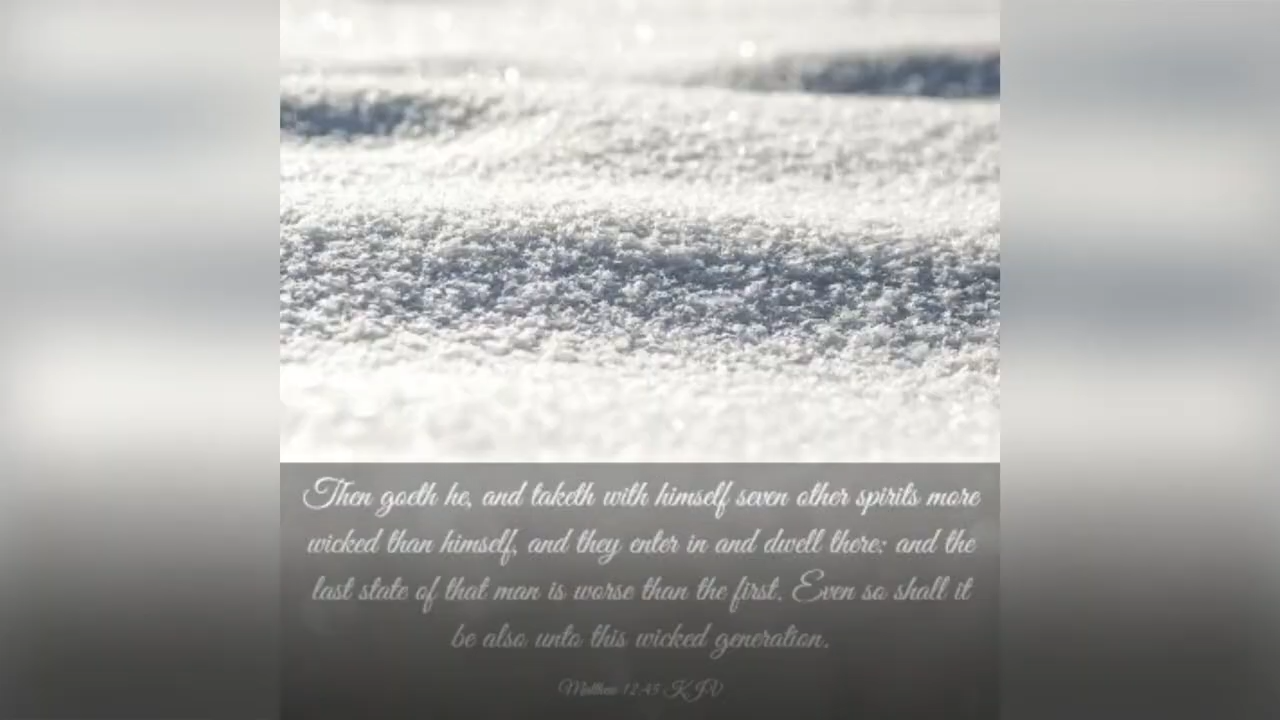 Then goeth he, and taketh with himself seven other spirits more
wicked than himself, and they enter in and dwell there: and the
last state of that man is worse than the first. Even so shall it
be also unto this wicked generation.
Matthew 12:45 KJV